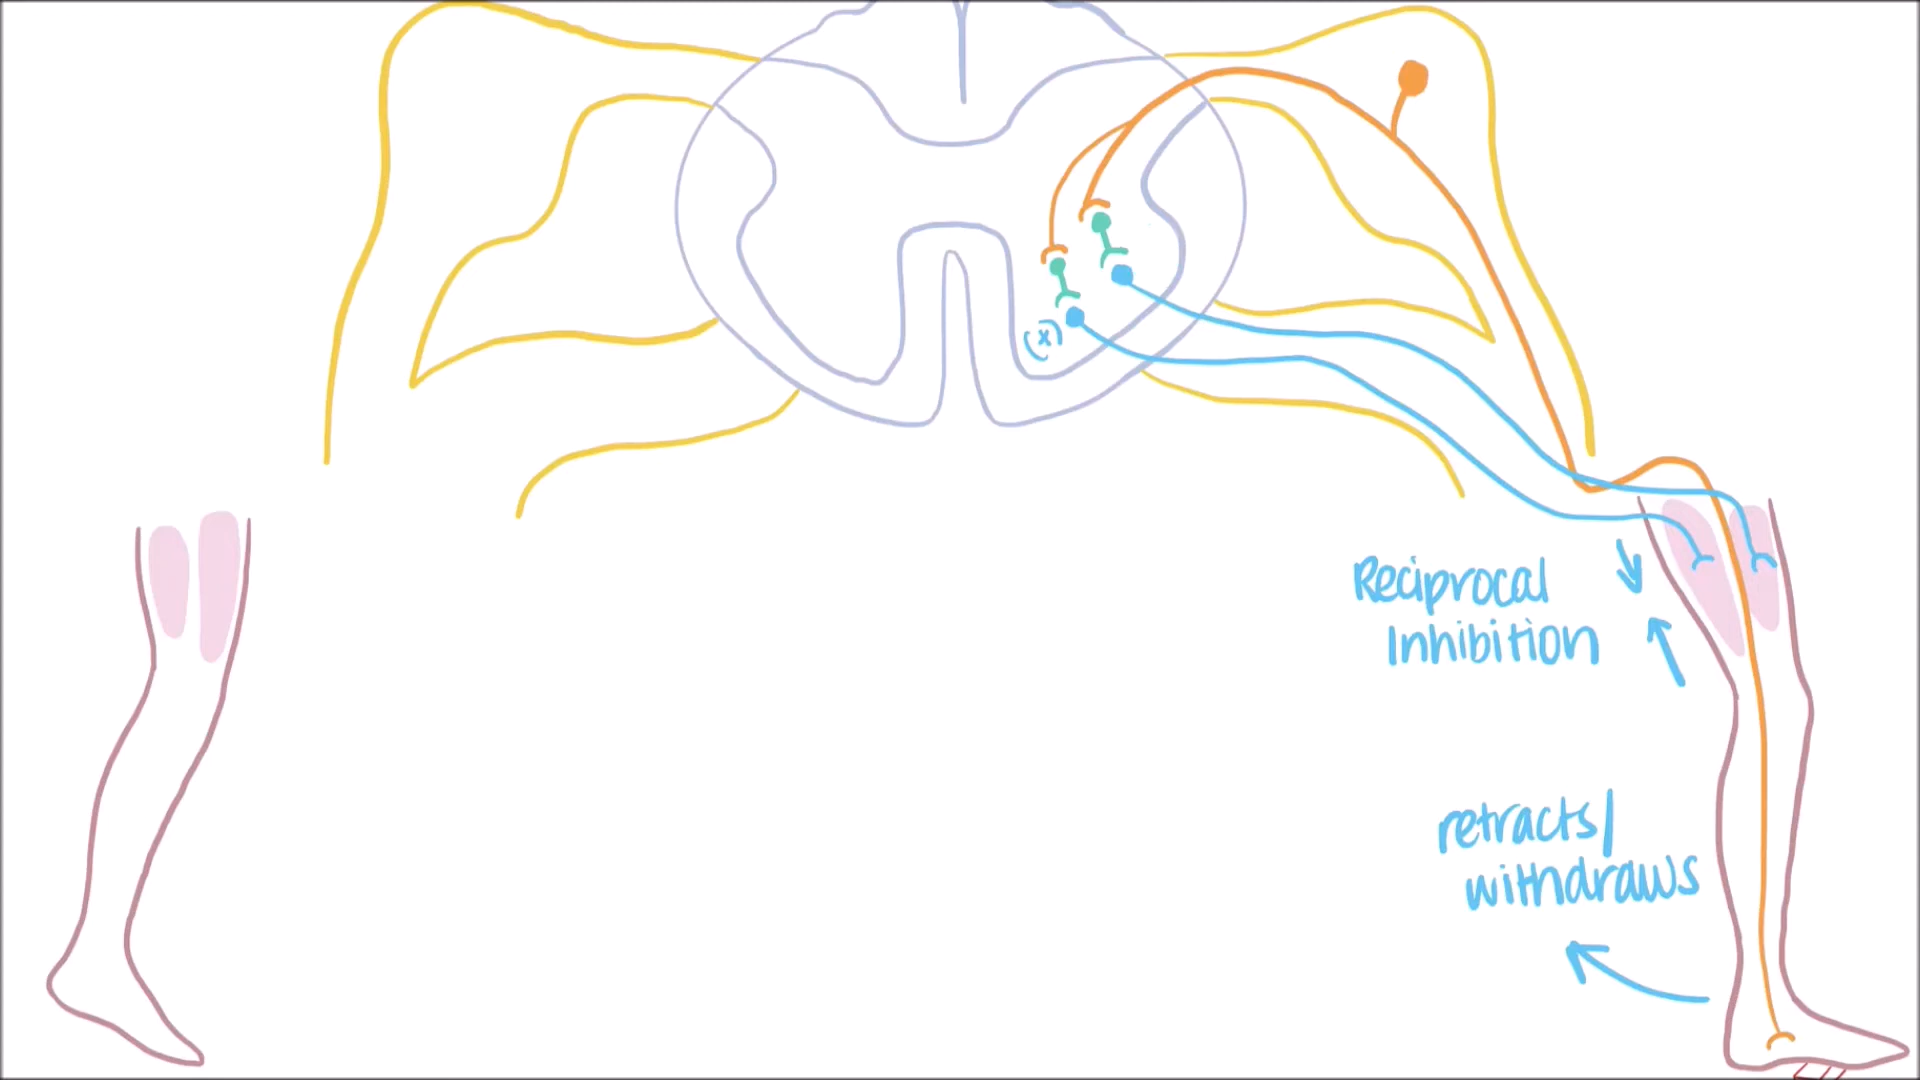 (x)
Reciprocal
Inhibition
retracts/
withdraws